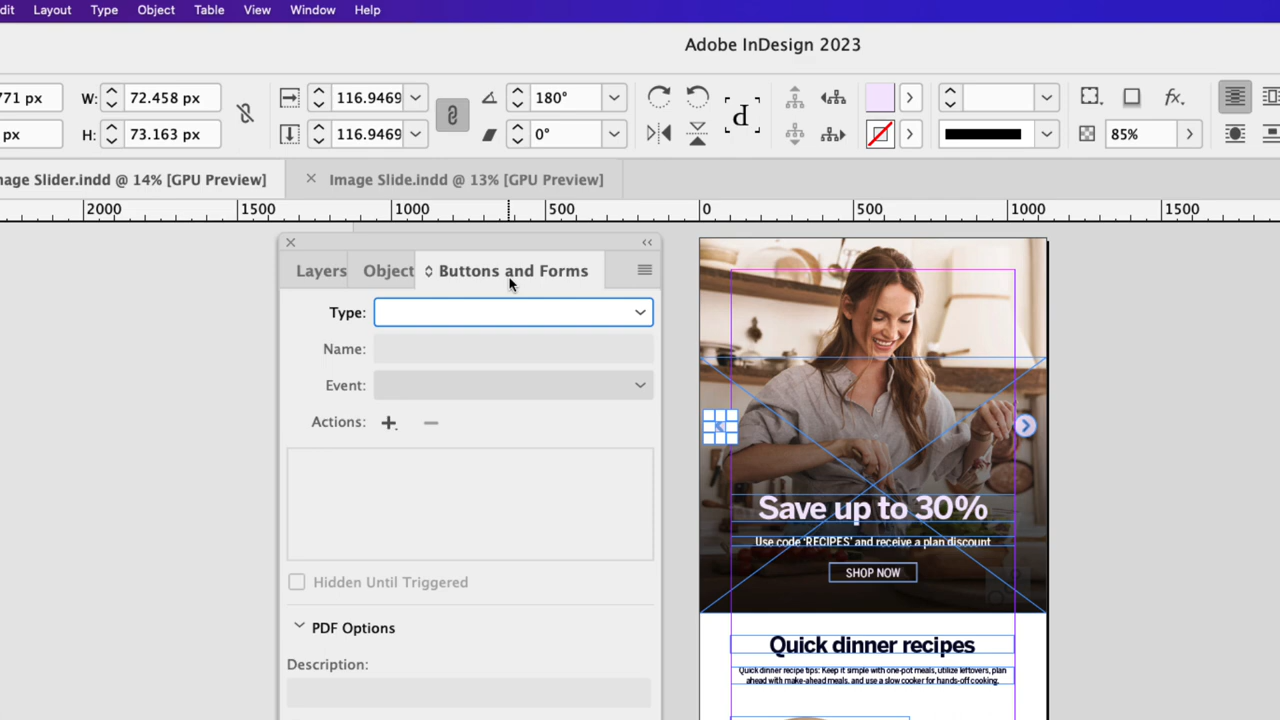 dit Layout Type Object Table View Window Help
Adobe InDesign 2023
771 px W: 72.458 px 116.9469 180° d fx.
px H: 73.163 px 116.9469 0° 85%
mage Slider.indd @ 14% [GPU Preview] × Image Slide.indd @ 13% [GPU Preview]
2000 1500 1000 500 0 500 1000 1500
Layers Object Buttons and Forms
Type:
Name:
Event:
Actions:
Hidden Until Triggered
PDF Options
Description:
Save up to 30%
Use code 'RECIPES' and receive a plan discount
SHOP NOW
Quick dinner recipes
Quick dinner recipe tips: Keep it simple with one-pot meals, utilize leftovers, plan
ahead with make-ahead meals, and use a slow cooker for hands-off cooking.